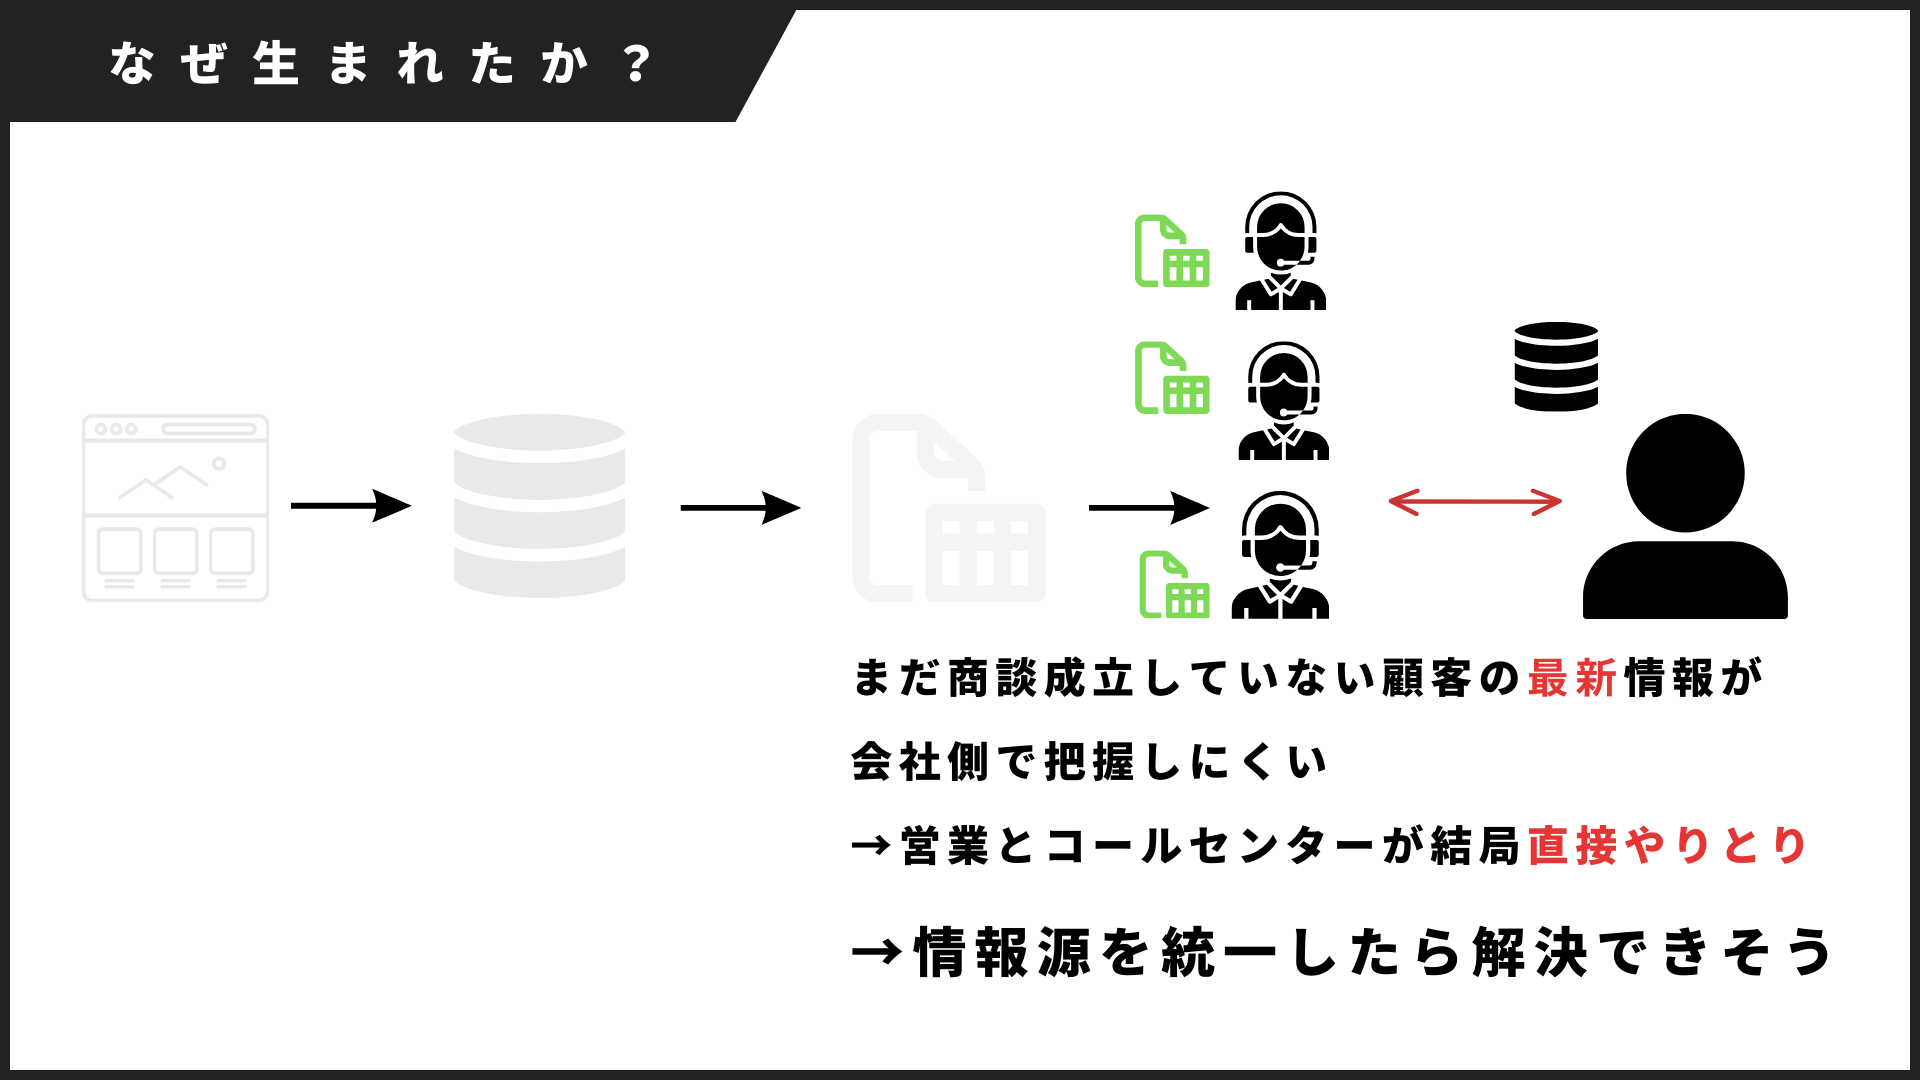 なぜ生まれたか？
まだ商談成立していない顧客の最新情報が
会社側で把握しにくい
→営業とコールセンターが結局直接やりとり
→情報源を統一したら解決できそう